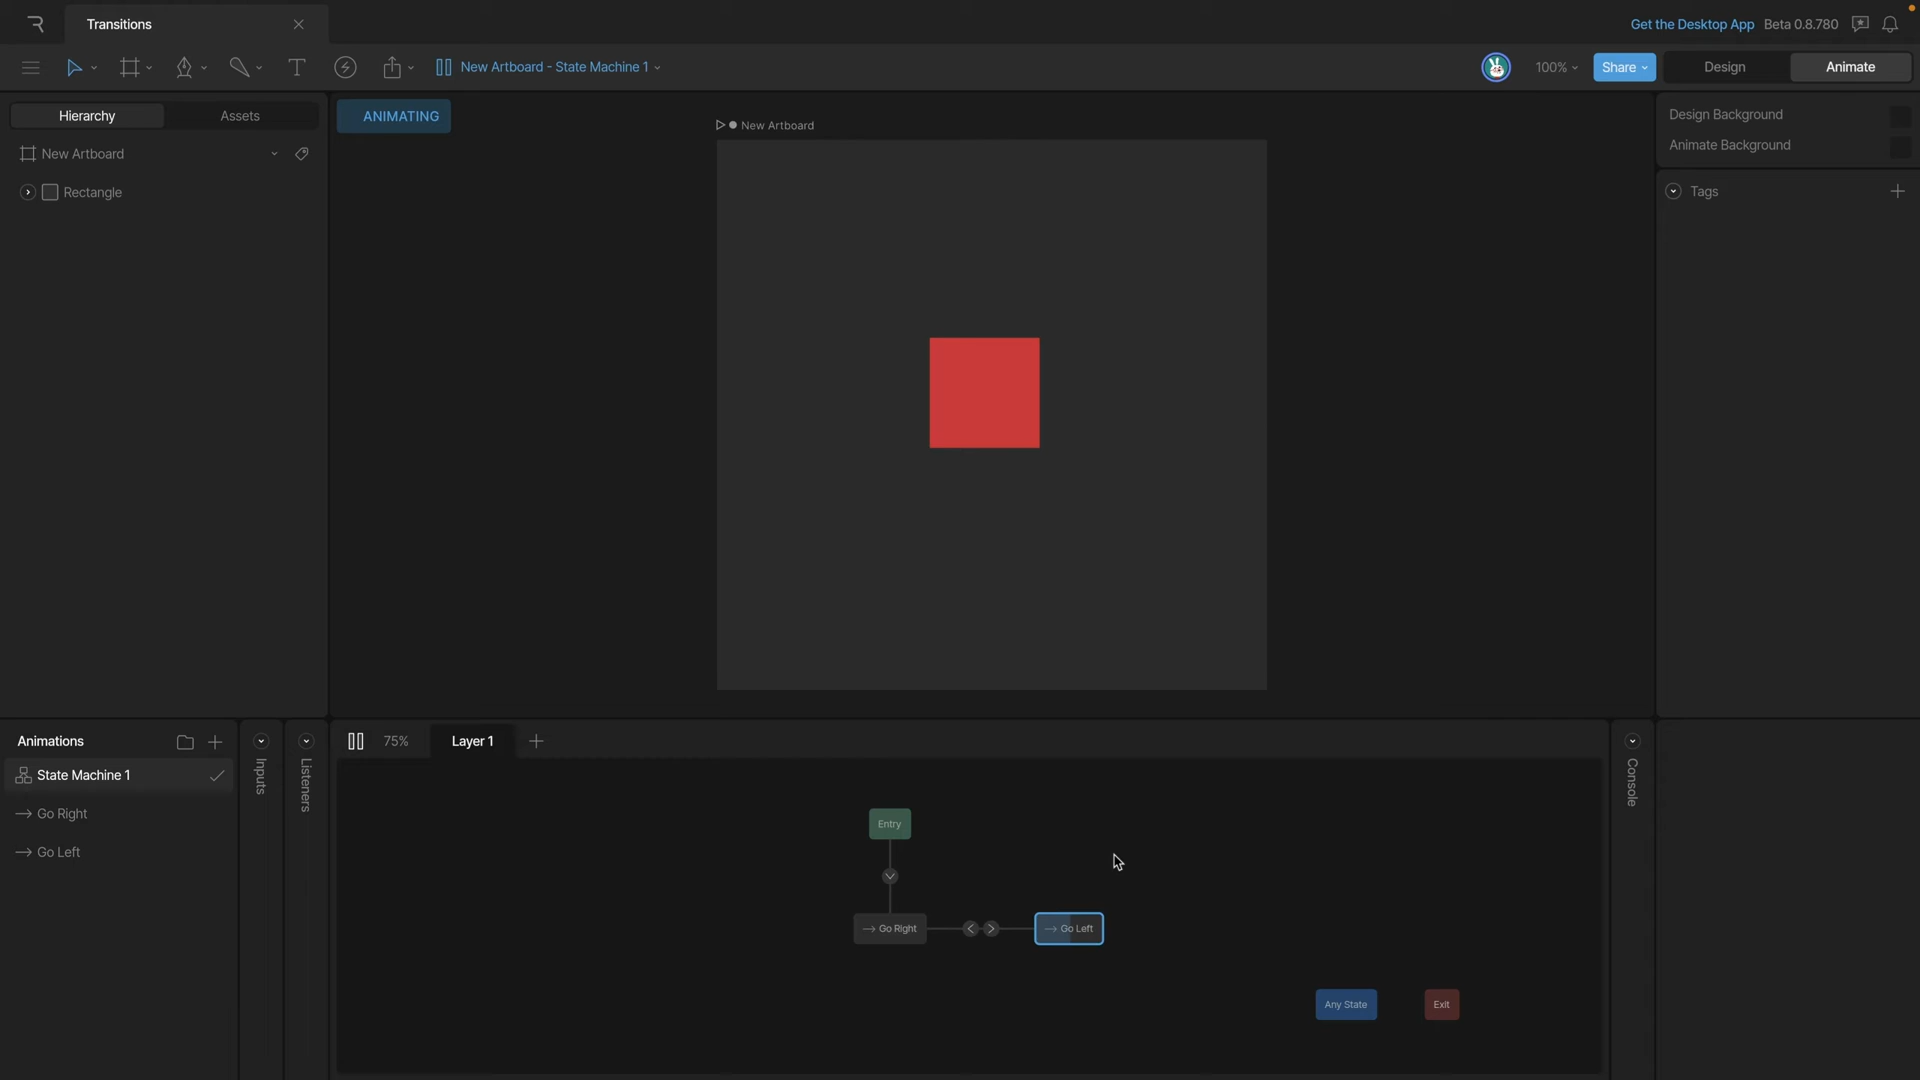 Transitions
Get the Desktop App Beta 0.8.780
New Artboard - State Machine 1
100%
Share
Design
Animate
Hierarchy
Assets
ANIMATING
New Artboard
Design Background
Animate Background
New Artboard
Rectangle
Tags
Animations
75%
Layer 1
State Machine 1
Go Right
Go Left
Inputs
Listeners
Console
Entry
Go Right
Go Left
Any State
Exit